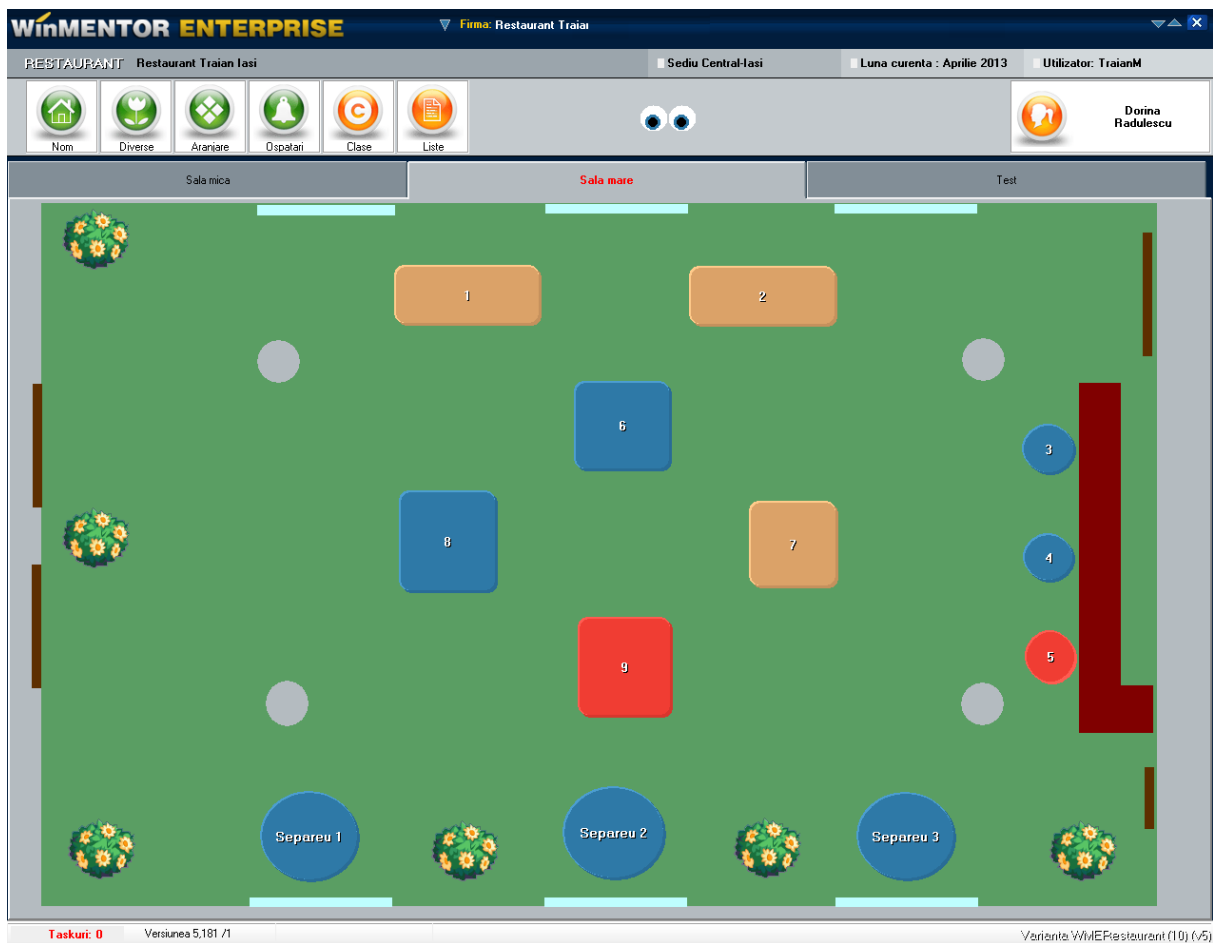 WinMENTOR ENTERPRISE
Firma: Restaurant Traian
RESTAURANT Restaurant Traian Iasi
Sediu Central-Iasi
Luna curenta : Aprilie 2013
Utilizator: TraianM
Nom
Diverse
Aranjare
Ospatari
Clase
Liste
Dorina
Radulescu
Sala mica
Sala mare
Test
1
2
6
3
8
7
4
9
5
Separeu 1
Separeu 2
Separeu 3
Taskuri: 0
Versiunea 5,181 /1
Varianta WMERestaurant (10) (v5)